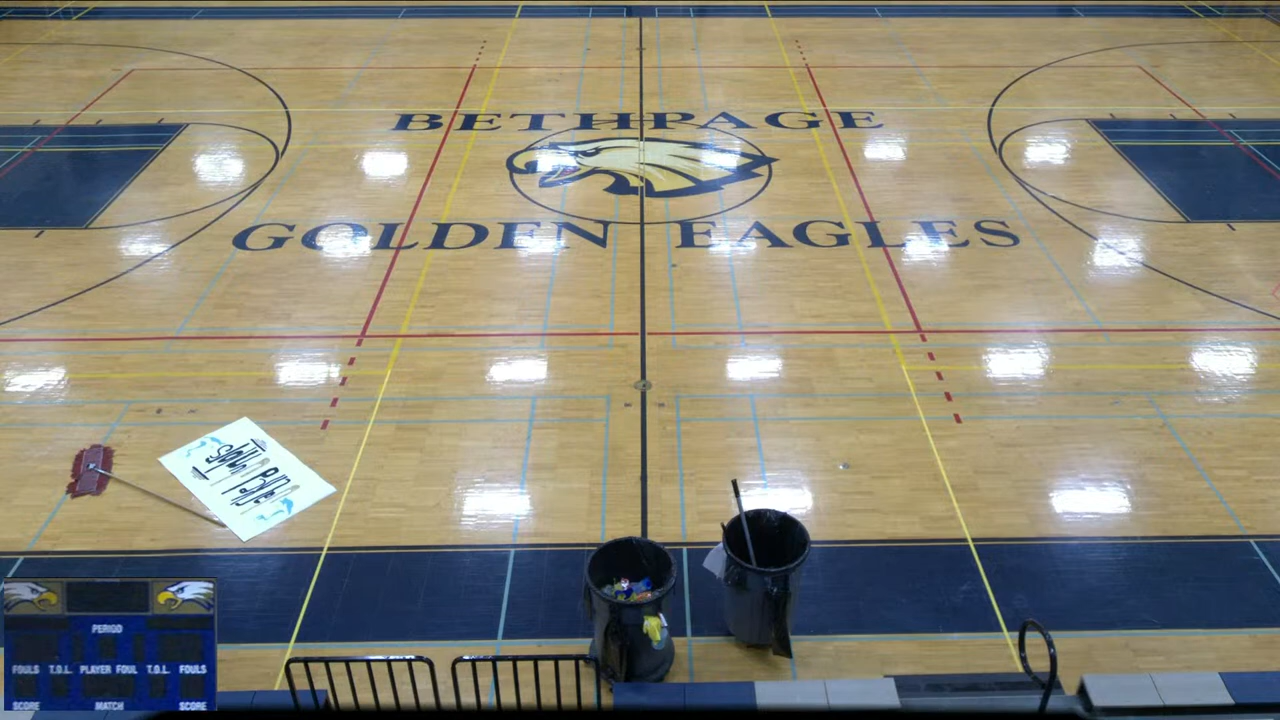 BETHPAGE
GOLDEN EAGLES
PERIOD
FOULS T.O.L. PLAYER FOUL T.O.L. FOULS
SCORE MATCH SCORE